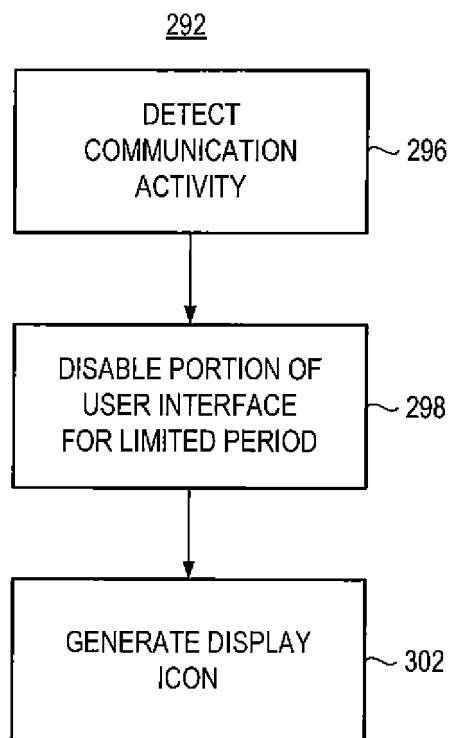 292
DETECT
COMMUNICATION
ACTIVITY
296
DISABLE PORTION OF
USER INTERFACE
FOR LIMITED PERIOD
298
GENERATE DISPLAY
ICON
302